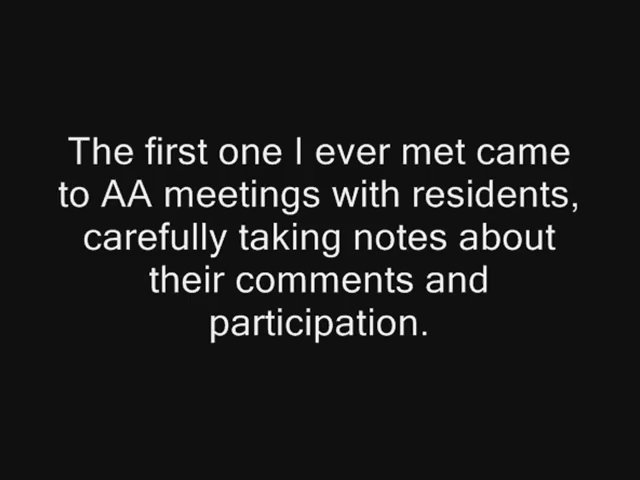 The first one I ever met came
to AA meetings with residents,
carefully taking notes about
their comments and
participation.